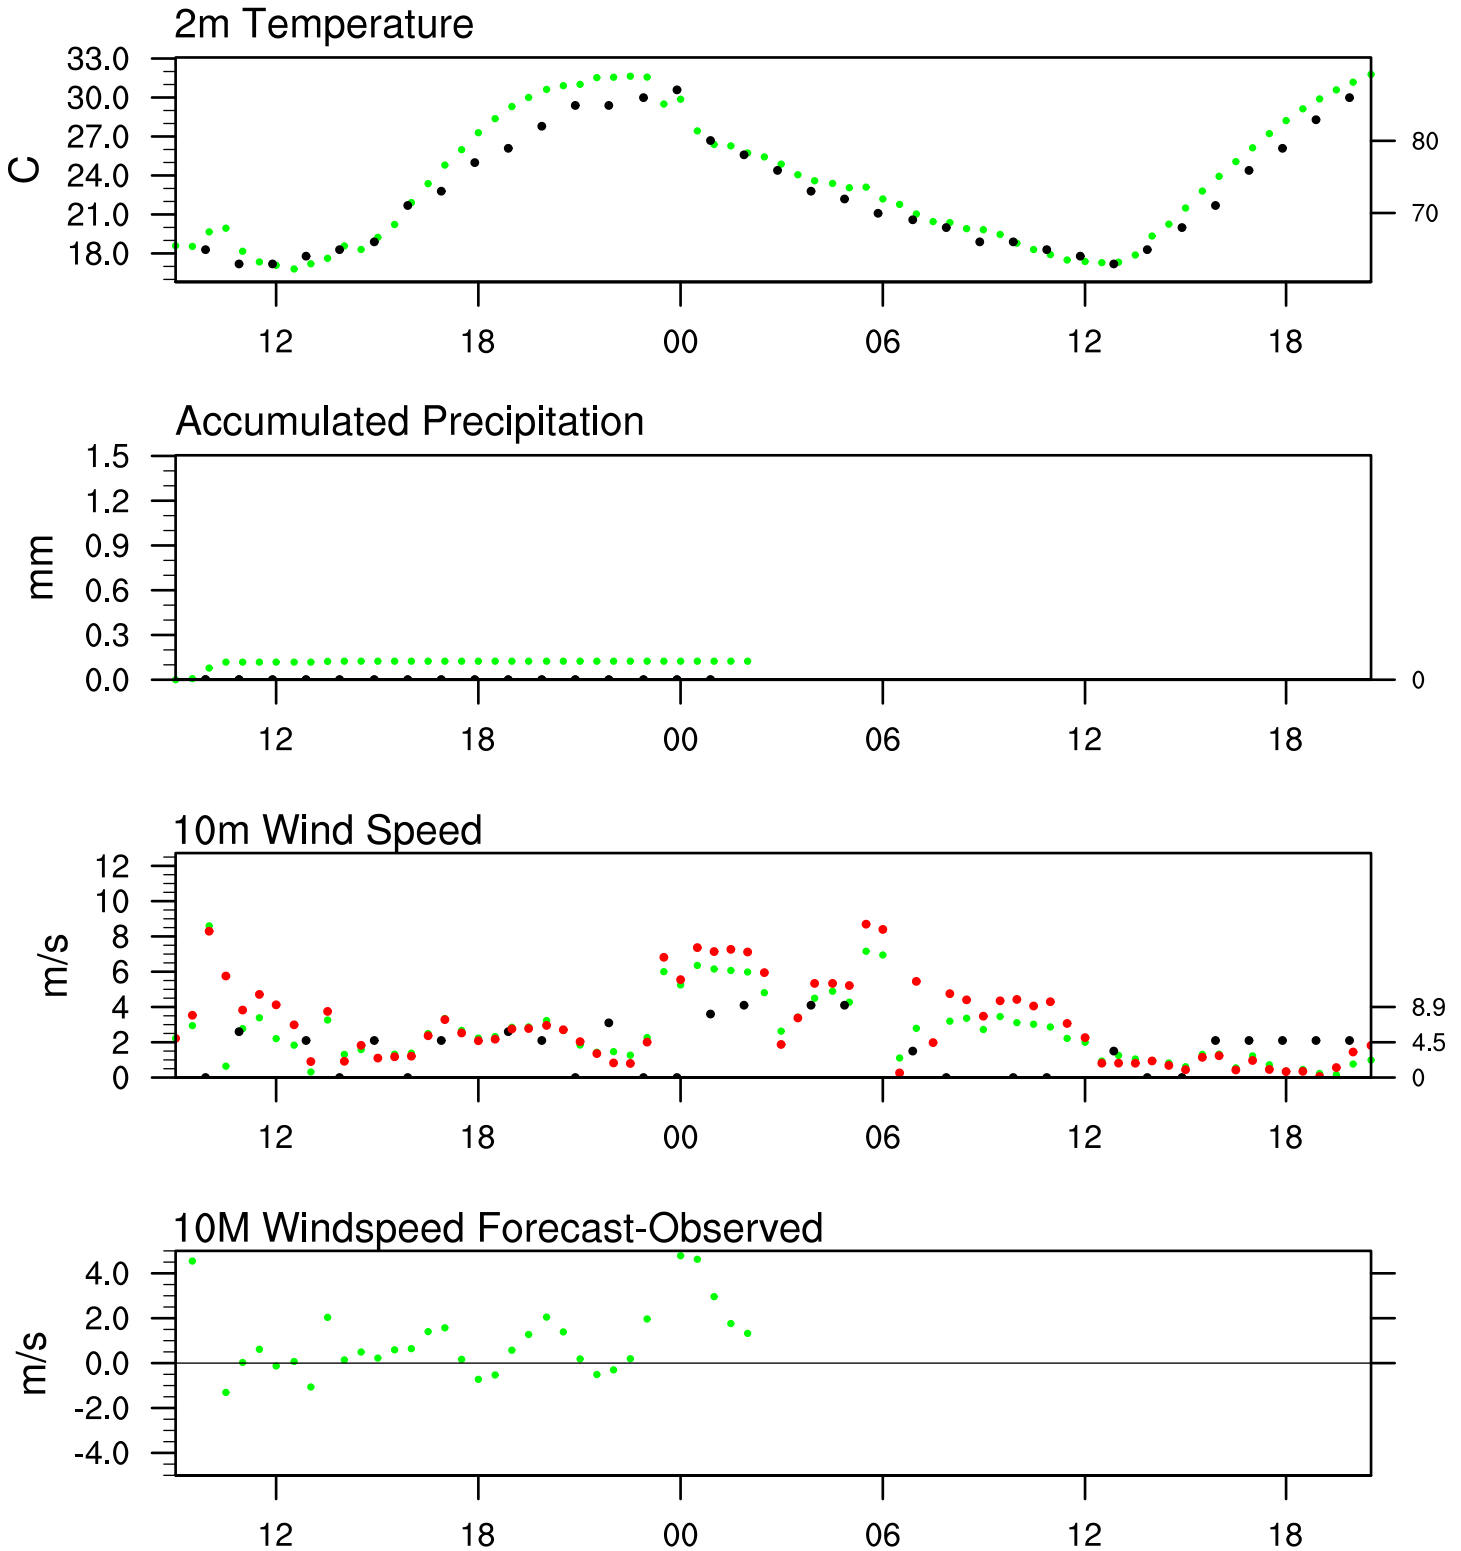 2m Temperature
33.0
30.0
27.0
24.0
21.0
18.0
C
80
70
12 18 00 06 12 18
Accumulated Precipitation
1.5
1.2
0.9
0.6
0.3
0.0
mm
0
12 18 00 06 12 18
10m Wind Speed
12
10
8
6
4
2
0
m/s
8.9
4.5
0
12 18 00 06 12 18
10M Windspeed Forecast-Observed
4.0
2.0
0.0
-2.0
-4.0
m/s
12 18 00 06 12 18